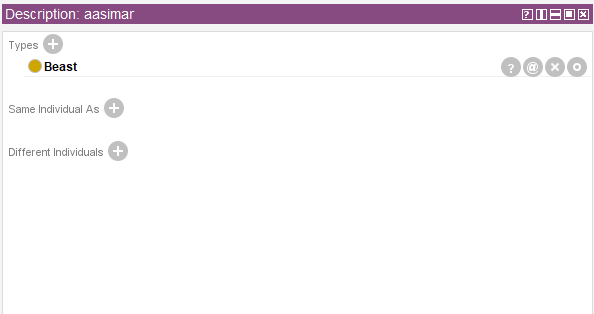 Description: aasimar
Types
Beast
Same Individual As
Different Individuals